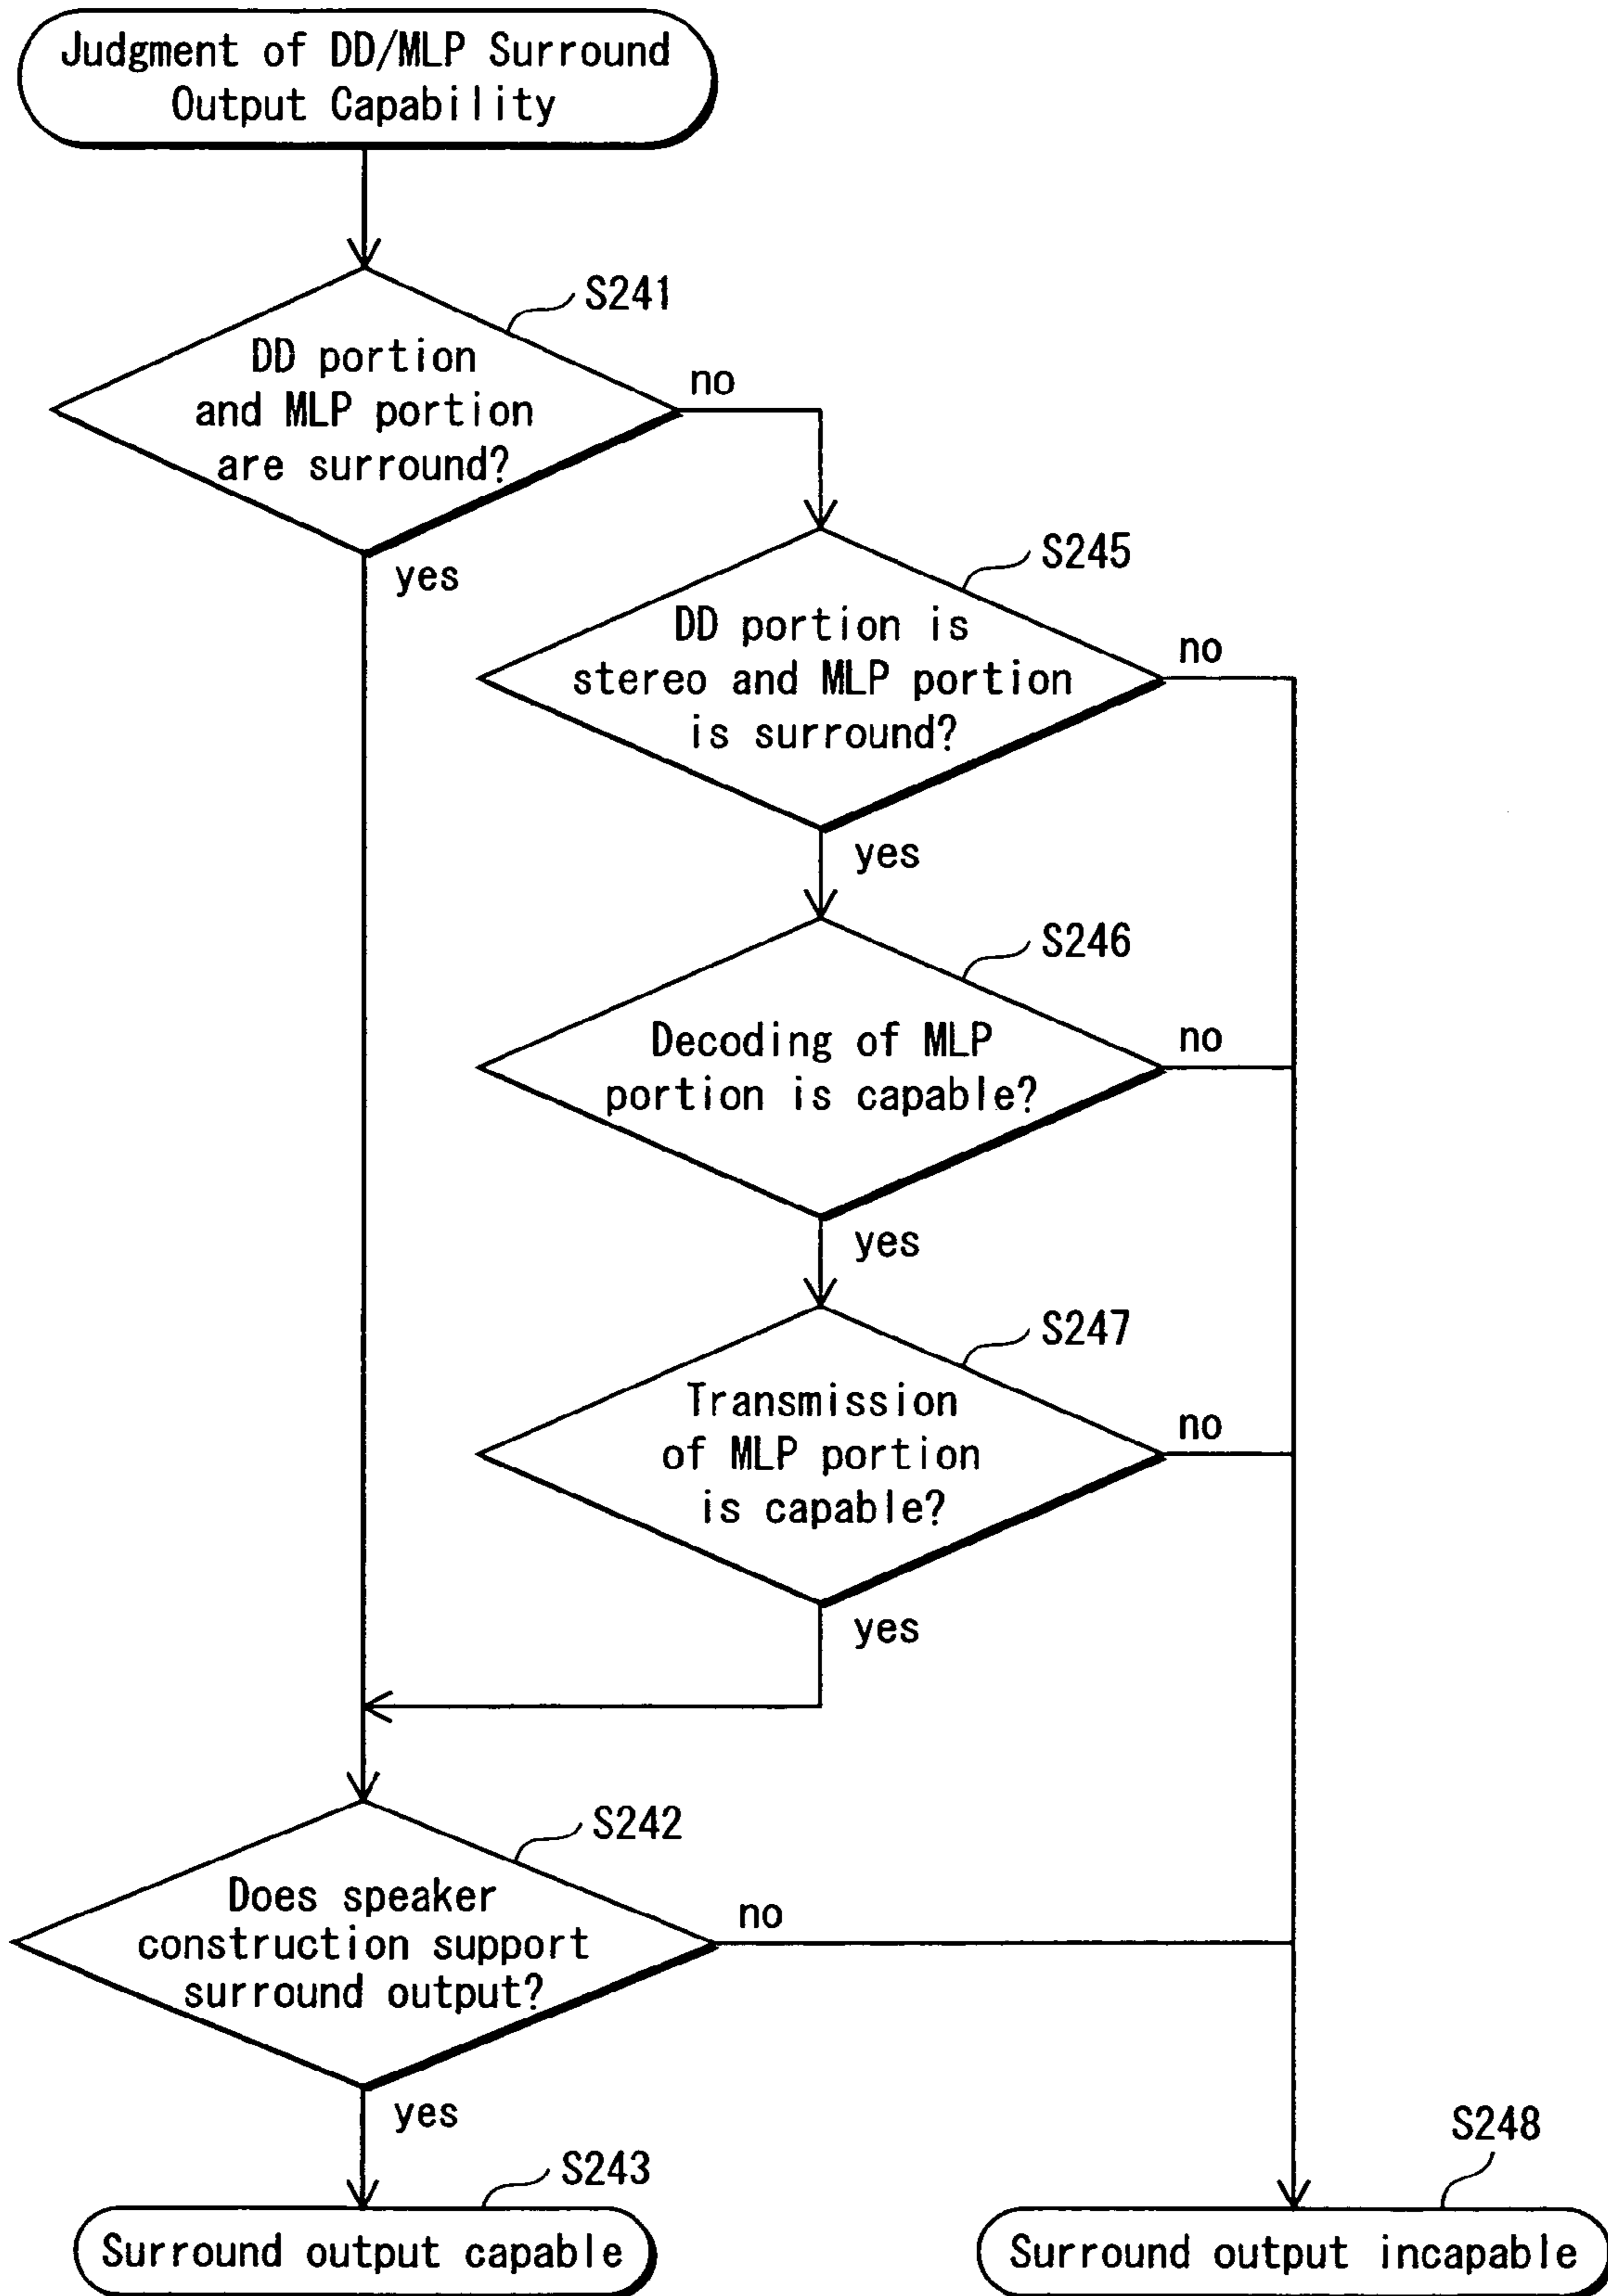 Judgment of DD/MLP Surround
Output Capability
S241
DD portion
and MLP portion
are surround?
no
yes
S245
DD portion is
stereo and MLP portion
is surround?
no
yes
S246
Decoding of MLP
portion is capable?
no
yes
S247
Transmission
of MLP portion
is capable?
no
yes
S242
Does speaker
construction support
surround output?
no
yes
S243
Surround output capable
S248
Surround output incapable